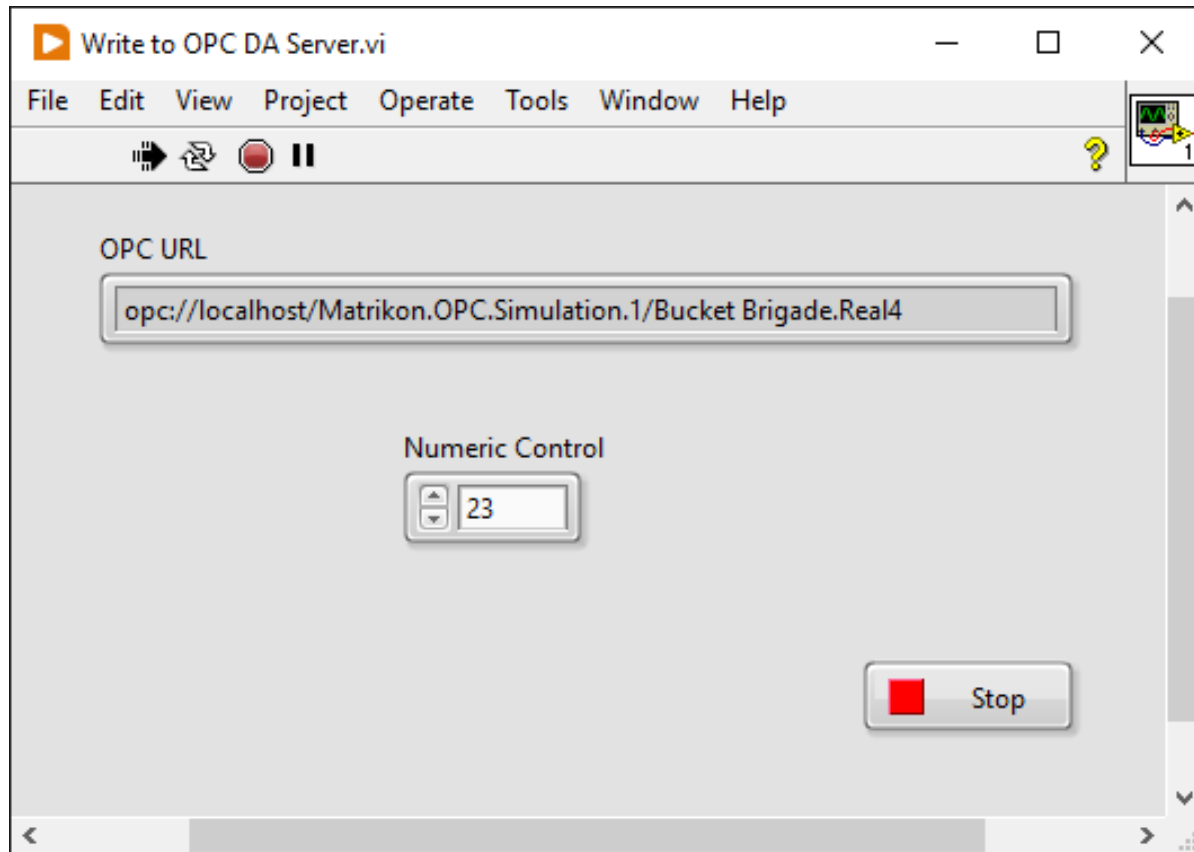 Write to OPC DA Server.vi
File Edit View Project Operate Tools Window Help
?
1
OPC URL
opc://localhost/Matrikon.OPC.Simulation.1/Bucket Brigade.Real4
Numeric Control
23
Stop